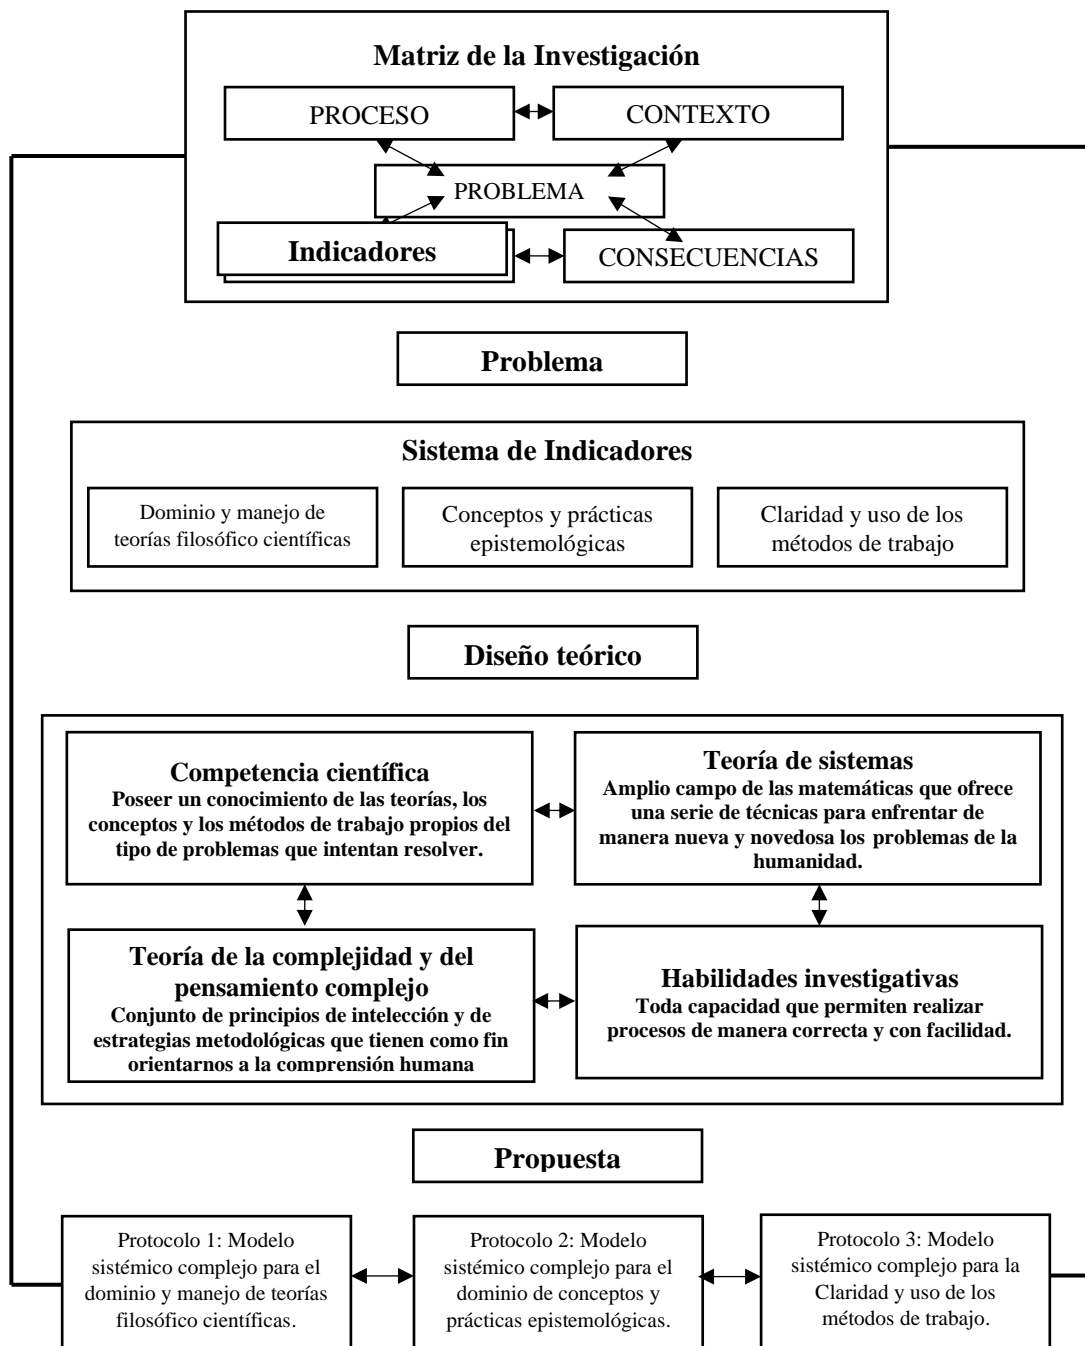 Matriz de la Investigación
PROCESO
CONTEXTO
PROBLEMA
Indicadores
CONSECUENCIAS
Problema
Sistema de Indicadores
Dominio y manejo de
teorías filosófico científicas
Conceptos y prácticas
epistemológicas
Claridad y uso de los
métodos de trabajo
Diseño teórico
Competencia científica
Poseer un conocimiento de las teorías, los
conceptos y los métodos de trabajo propios del
tipo de problemas que intentan resolver.
Teoría de sistemas
Amplio campo de las matemáticas que ofrece
una serie de técnicas para enfrentar de
manera nueva y novedosa los problemas de la
humanidad.
Teoría de la complejidad y del
pensamiento complejo
Conjunto de principios de intelección y de
estrategias metodológicas que tienen como fin
orientarnos a la comprensión humana
Habilidades investigativas
Toda capacidad que permiten realizar
procesos de manera correcta y con facilidad.
Propuesta
Protocolo 1: Modelo
sistémico complejo para el
dominio y manejo de teorías
filosófico científicas.
Protocolo 2: Modelo
sistémico complejo para el
dominio de conceptos y
prácticas epistemológicas.
Protocolo 3: Modelo
sistémico complejo para la
Claridad y uso de los
métodos de trabajo.